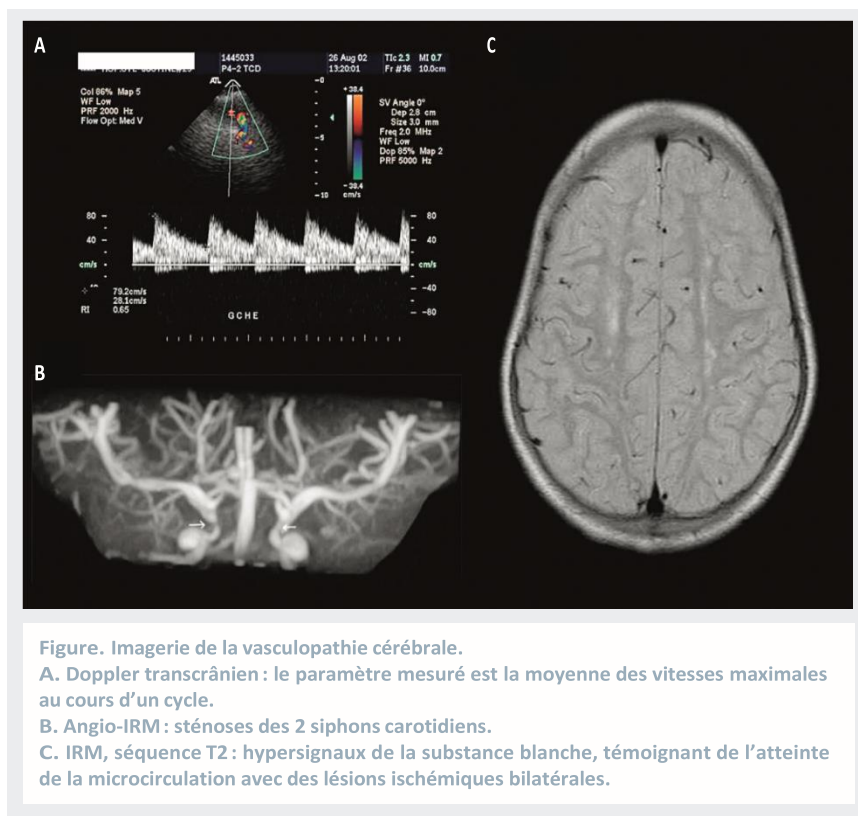 A
1445033
26 Aug 02
TIc 2.3 MI 0.7
P4-2 TCD
13:20:01
Fr #36 10.0cm
Col 86% Map 5
WF Low
PRF 2000 Hz
Flow Opt: Med V
ATL
0
5
10
+38.4
-38.4
cm/s
SV Angle 0°
Dep 2.8 cm
Size 3.0 mm
Freq 2.0 MHz
WF Low
Dop 85% Map 2
PRF 5000 Hz
80
40
cm/s
80
40
cm/s
-40
-80
79.2cm/s
28.1cm/s
RI 0.65
GCHE
B
C
Figure. Imagerie de la vasculopathie cérébrale.
A. Doppler transcrânien : le paramètre mesuré est la moyenne des vitesses maximales
au cours d’un cycle.
B. Angio-IRM : sténoses des 2 siphons carotidiens.
C. IRM, séquence T2 : hypersignaux de la substance blanche, témoignant de l’atteinte
de la microcirculation avec des lésions ischémiques bilatérales.